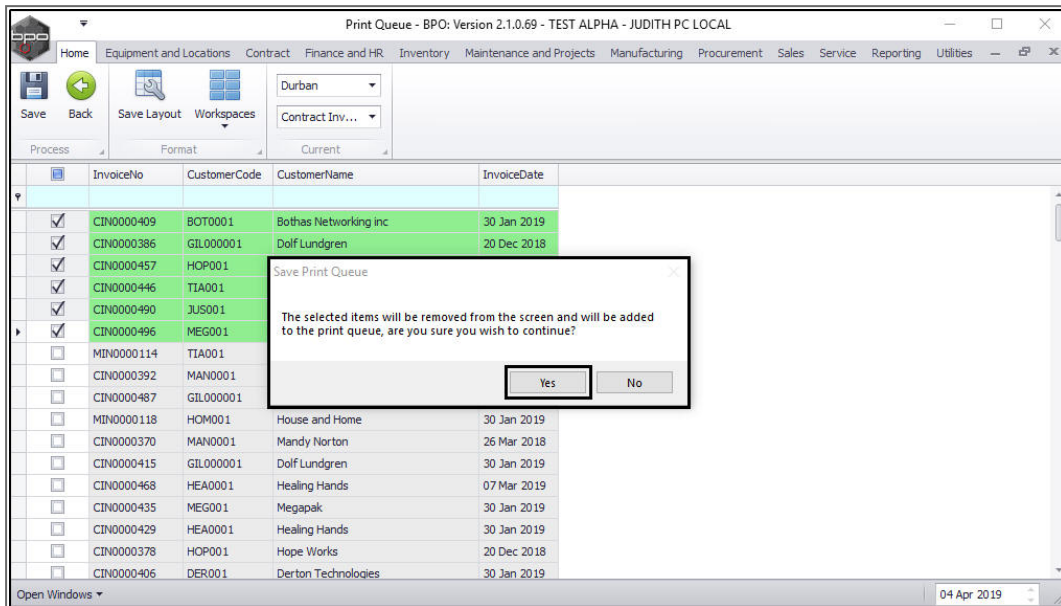 Print Queue - BPO: Version 2.1.0.69 - TEST ALPHA - JUDITH PC LOCAL
bpo
Home Equipment and Locations Contract Finance and HR Inventory Maintenance and Projects Manufacturing Procurement Sales Service Reporting Utilities
Durban
Save Back Save Layout Workspaces Contract Inv...
Process Format Current
InvoiceNo CustomerCode CustomerName InvoiceDate
CIN0000409 BOT0001 Bothas Networking inc 30 Jan 2019
CIN0000386 GIL000001 Dolf Lundgren 20 Dec 2018
CIN0000457 HOP001
CIN0000446 TIA001
CIN0000490 JUS001
CIN0000496 MEG001
MIN0000114 TIA001
CIN0000392 MAN0001
CIN0000487 GIL000001
Save Print Queue
The selected items will be removed from the screen and will be added
to the print queue, are you sure you wish to continue?
Yes No
MIN0000118 HOM001 House and Home 30 Jan 2019
CIN0000370 MAN0001 Mandy Norton 26 Mar 2018
CIN0000415 GIL000001 Dolf Lundgren 30 Jan 2019
CIN0000468 HEA0001 Healing Hands 07 Mar 2019
CIN0000435 MEG001 Megapak 30 Jan 2019
CIN0000429 HEA0001 Healing Hands 30 Jan 2019
CIN0000378 HOP001 Hope Works 20 Dec 2018
CIN0000406 DER001 Derton Technologies 30 Jan 2019
Open Windows 04 Apr 2019